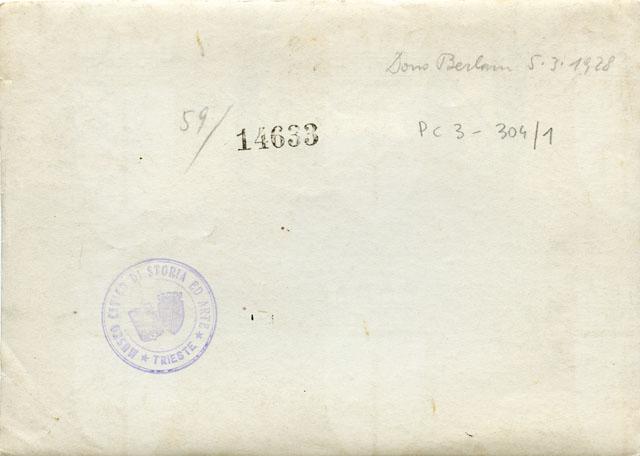 Dono Berlam 5.3.1928
59/
14633
PC 3 - 304/1
MUSEO CIVICO DI STORIA ED ARTE
★ TRIESTE ★